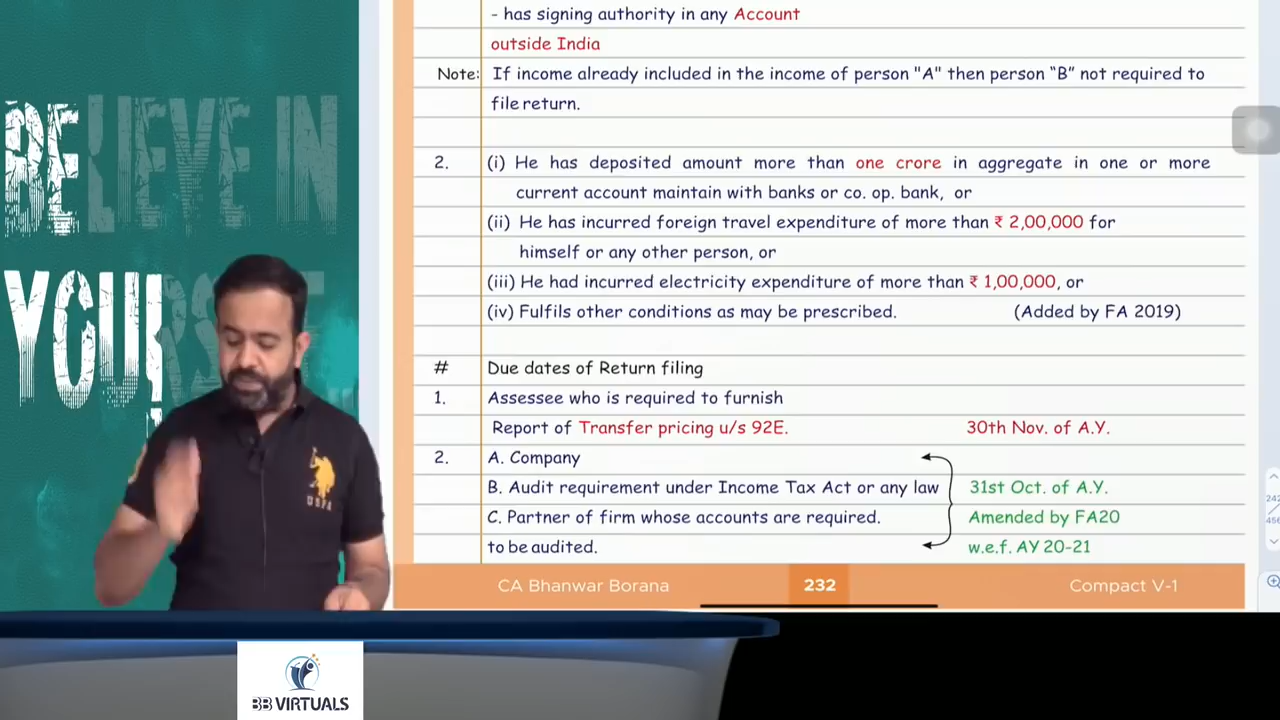 BELIEVE IN
YOURSE
USPA
BB VIRTUALS
- has signing authority in any Account
outside India
Note: If income already included in the income of person "A" then person “B” not required to
file return.
2. (i) He has deposited amount more than one crore in aggregate in one or more
current account maintain with banks or co. op. bank, or
(ii) He has incurred foreign travel expenditure of more than ₹ 2,00,000 for
himself or any other person, or
(iii) He had incurred electricity expenditure of more than ₹ 1,00,000, or
(iv) Fulfils other conditions as may be prescribed. (Added by FA 2019)
# Due dates of Return filing
1. Assessee who is required to furnish
Report of Transfer pricing u/s 92E. 30th Nov. of A.Y.
2. A. Company
B. Audit requirement under Income Tax Act or any law 31st Oct. of A.Y.
C. Partner of firm whose accounts are required. Amended by FA20
to be audited. w.e.f. AY 20-21
CA Bhanwar Borana 232 Compact V-1
242
456